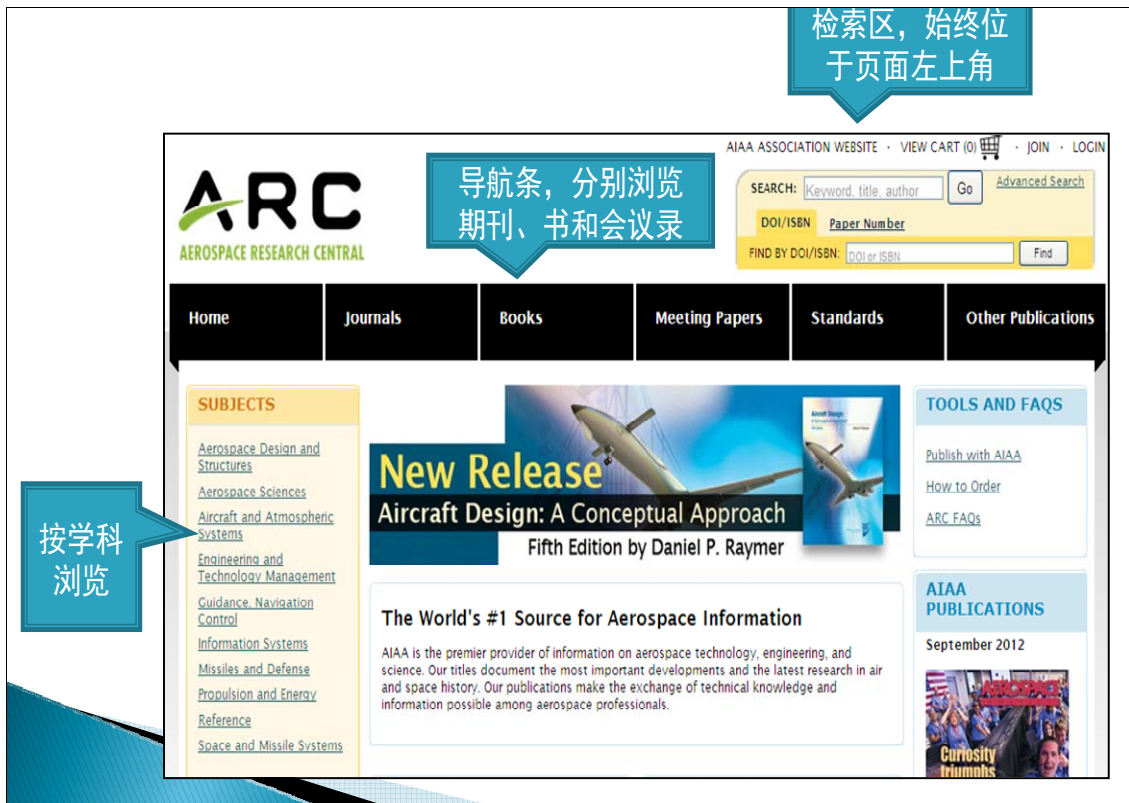 检索区，始终位
于页面左上角
AIAA ASSOCIATION WEBSITE · VIEW CART (0) · JOIN · LOGIN
导航条，分别浏览
期刊、书和会议录
ARC
AEROSPACE RESEARCH CENTRAL
SEARCH: Keyword, title, author Go Advanced Search
DOI/ISBN Paper Number
FIND BY DOI/ISBN: DOI or ISBN Find
Home Journals Books Meeting Papers Standards Other Publications
按学科
浏览
SUBJECTS
Aerospace Design and
Structures
Aerospace Sciences
Aircraft and Atmospheric
Systems
Engineering and
Technology Management
Guidance, Navigation
Control
Information Systems
Missiles and Defense
Propulsion and Energy
Reference
Space and Missile Systems
New Release
Aircraft Design: A Conceptual Approach
Fifth Edition by Daniel P. Raymer
Aircraft Design
The World's #1 Source for Aerospace Information
AIAA is the premier provider of information on aerospace technology, engineering, and
science. Our titles document the most important developments and the latest research in air
and space history. Our publications make the exchange of technical knowledge and
information possible among aerospace professionals.
TOOLS AND FAQS
Publish with AIAA
How to Order
ARC FAQs
AIAA
PUBLICATIONS
September 2012
AEROSPACE
Curiosity
triumphs